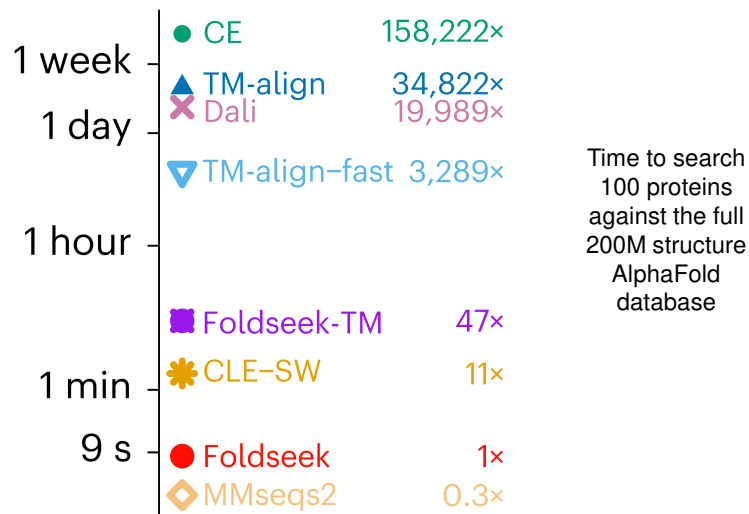 CE 158,222×
1 week
TM-align 34,822×
Dali 19,989×
1 day
TM-align–fast 3,289×
1 hour
Foldseek-TM 47×
CLE–SW 11×
1 min
9 s
Foldseek 1×
MMseqs2 0.3×
Time to search
100 proteins
against the full
200M structure
AlphaFold
database